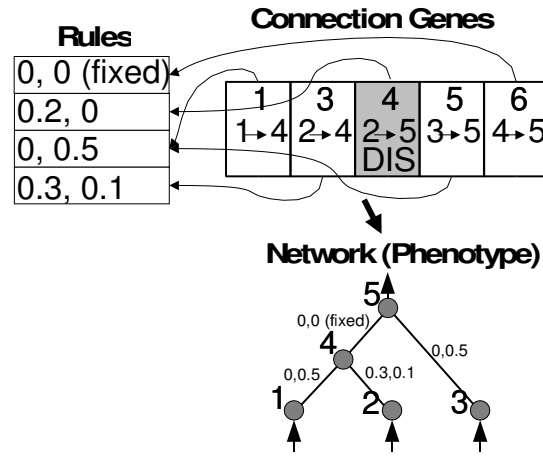 Connection Genes
Rules
0, 0 (fixed)
0.2, 0
0, 0.5
0.3, 0.1
1 3 4 5 6
1→4 2→4 2→5 3→5 4→5
DIS
Network (Phenotype)
5
0,0 (fixed)
4
0,0.5
0,0.5 0.3,0.1
1 2 3